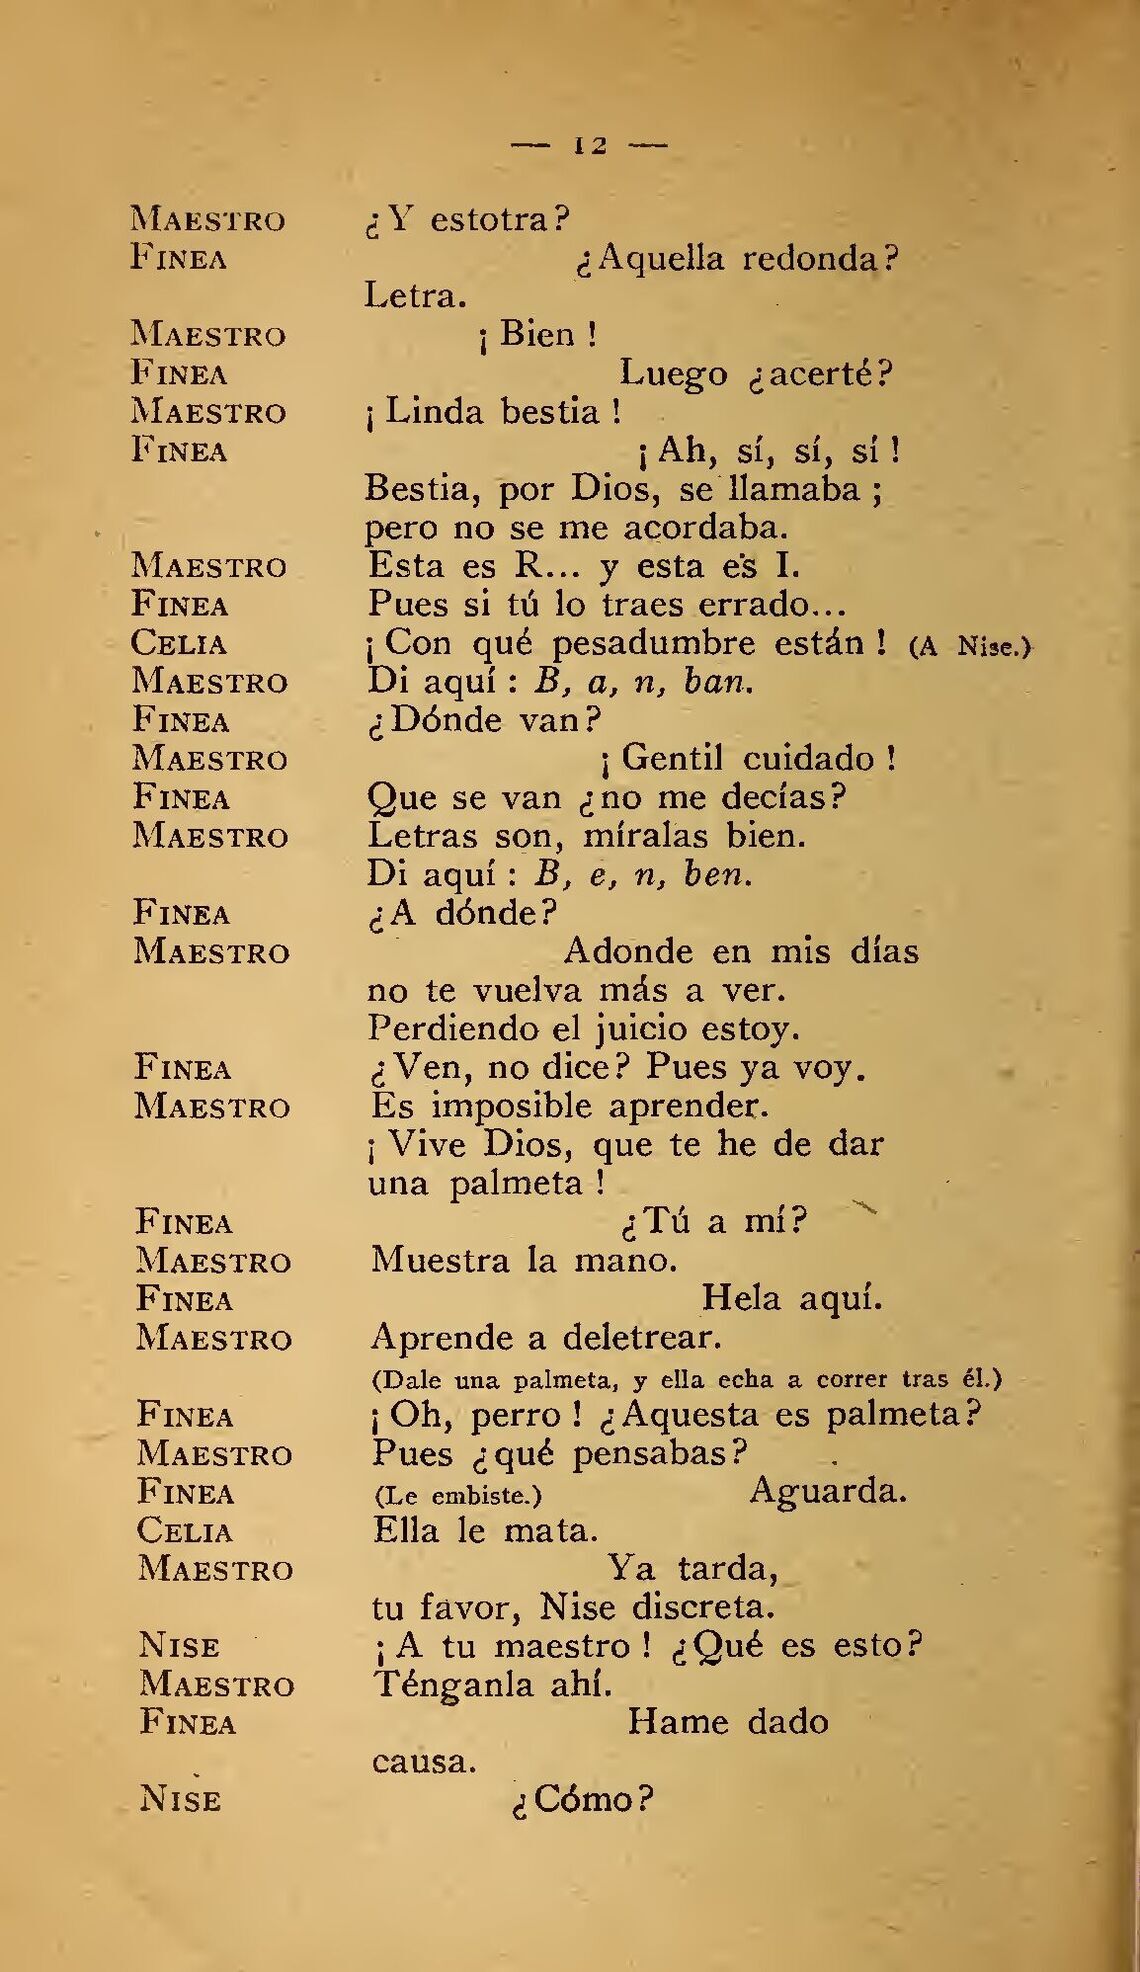 — 12 —
MAESTRO ¿Y estotra?
FINEA ¿Aquella redonda?
Letra.
MAESTRO ¡Bien!
FINEA Luego ¿acerté?
MAESTRO ¡Linda bestia!
FINEA ¡Ah, sí, sí, sí!
Bestia, por Dios, se llamaba;
pero no se me acordaba.
MAESTRO Esta es R... y esta es I.
FINEA Pues si tú lo traes errado...
CELIA ¡Con qué pesadumbre están! (A Nise.)
MAESTRO Di aquí: B, a, n, ban.
FINEA ¿Dónde van?
MAESTRO ¡Gentil cuidado!
FINEA Que se van ¿no me decías?
MAESTRO Letras son, míralas bien.
Di aquí: B, e, n, ben.
FINEA ¿A dónde?
MAESTRO Adonde en mis días
no te vuelva más a ver.
Perdiendo el juicio estoy.
FINEA ¿Ven, no dice? Pues ya voy.
MAESTRO Es imposible aprender.
¡Vive Dios, que te he de dar
una palmeta!
FINEA ¿Tú a mí?
MAESTRO Muestra la mano.
FINEA Hela aquí.
MAESTRO Aprende a deletrear.
(Dale una palmeta, y ella echa a correr tras él.)
FINEA ¡Oh, perro! ¿Aquesta es palmeta?
MAESTRO Pues ¿qué pensabas?
FINEA (Le embiste.) Aguarda.
CELIA Ella le mata.
MAESTRO Ya tarda,
tu favor, Nise discreta.
NISE ¡A tu maestro! ¿Qué es esto?
MAESTRO Ténganla ahí.
FINEA Hame dado
causa.
NISE ¿Cómo?